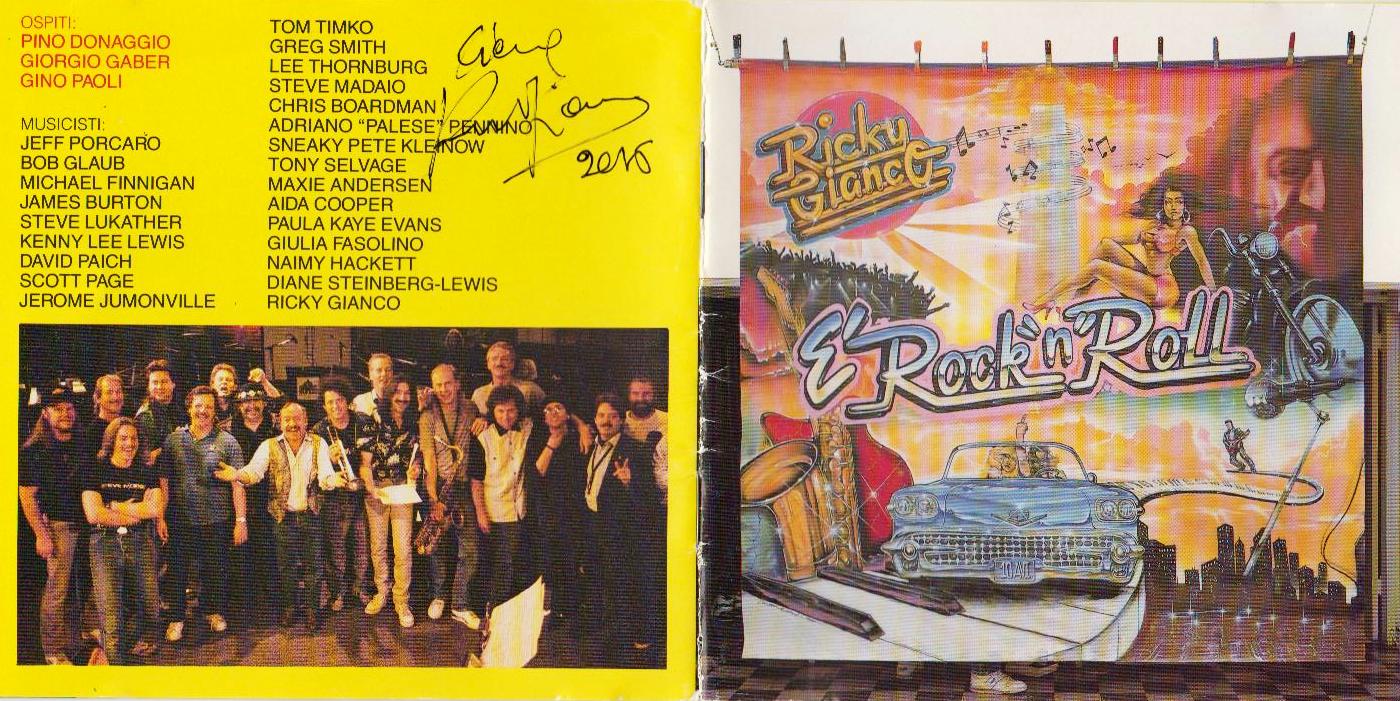 OSPITI:
PINO DONAGGIO
GIORGIO GABER
GINO PAOLI
MUSICISTI:
JEFF PORCARO
BOB GLAUB
MICHAEL FINNIGAN
JAMES BURTON
STEVE LUKATHER
KENNY LEE LEWIS
DAVID PAICH
SCOTT PAGE
JEROME JUMONVILLE
TOM TIMKO
GREG SMITH
LEE THORNBURG
STEVE MADAIO
CHRIS BOARDMAN
ADRIANO “PALESE” PENNINO
SNEAKY PETE KLEINOW
TONY SELVAGE
MAXIE ANDERSEN
AIDA COOPER
PAULA KAYE EVANS
GIULIA FASOLINO
NAIMY HACKETT
DIANE STEINBERG-LEWIS
RICKY GIANCO
Ricky
Gianco
E' Rock "n" Roll